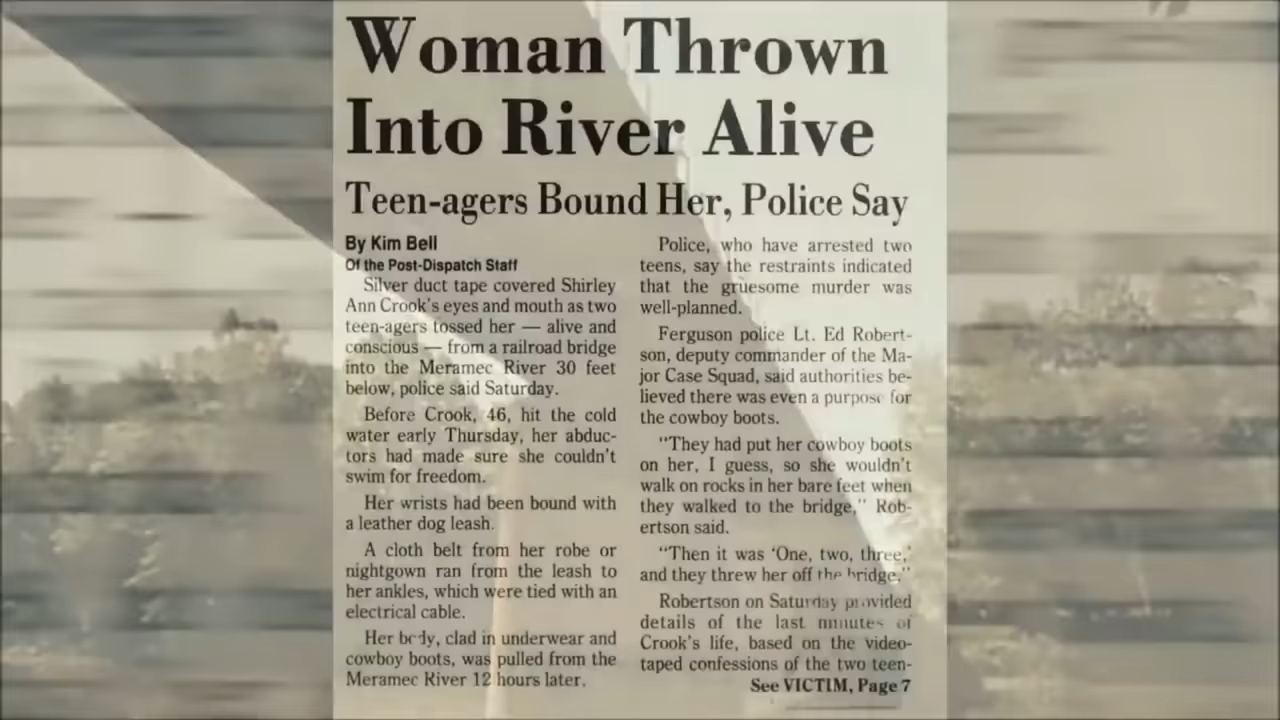 Woman Thrown
Into River Alive
Teen-agers Bound Her, Police Say
By Kim Bell
Of the Post-Dispatch Staff
Silver duct tape covered Shirley
Ann Crook's eyes and mouth as two
teen-agers tossed her — alive and
conscious — from a railroad bridge
into the Meramec River 30 feet
below, police said Saturday.
Before Crook, 46, hit the cold
water early Thursday, her abduc-
tors had made sure she couldn't
swim for freedom.
Her wrists had been bound with
a leather dog leash.
A cloth belt from her robe or
nightgown ran from the leash to
her ankles, which were tied with an
electrical cable.
Her body, clad in underwear and
cowboy boots, was pulled from the
Meramec River 12 hours later.
Police, who have arrested two
teens, say the restraints indicated
that the gruesome murder was
well-planned.
Ferguson police Lt. Ed Robert-
son, deputy commander of the Ma-
jor Case Squad, said authorities be-
lieved there was even a purpose for
the cowboy boots.
"They had put her cowboy boots
on her, I guess, so she wouldn't
walk on rocks in her bare feet when
they walked to the bridge," Rob-
ertson said.
"Then it was 'One, two, three,'
and they threw her off the bridge."
Robertson on Saturday provided
details of the last minutes of
Crook's life, based on the video-
taped confessions of the two teen-
See VICTIM, Page 7